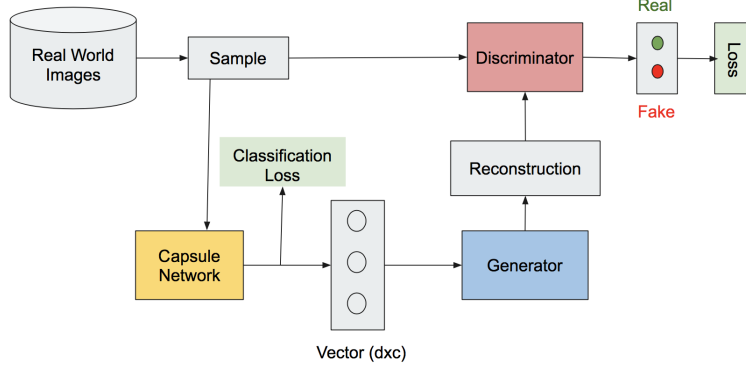 Real
Real World
Images
Sample
Discriminator
Loss
Fake
Classification
Loss
Reconstruction
Capsule
Network
Generator
Vector (dxc)